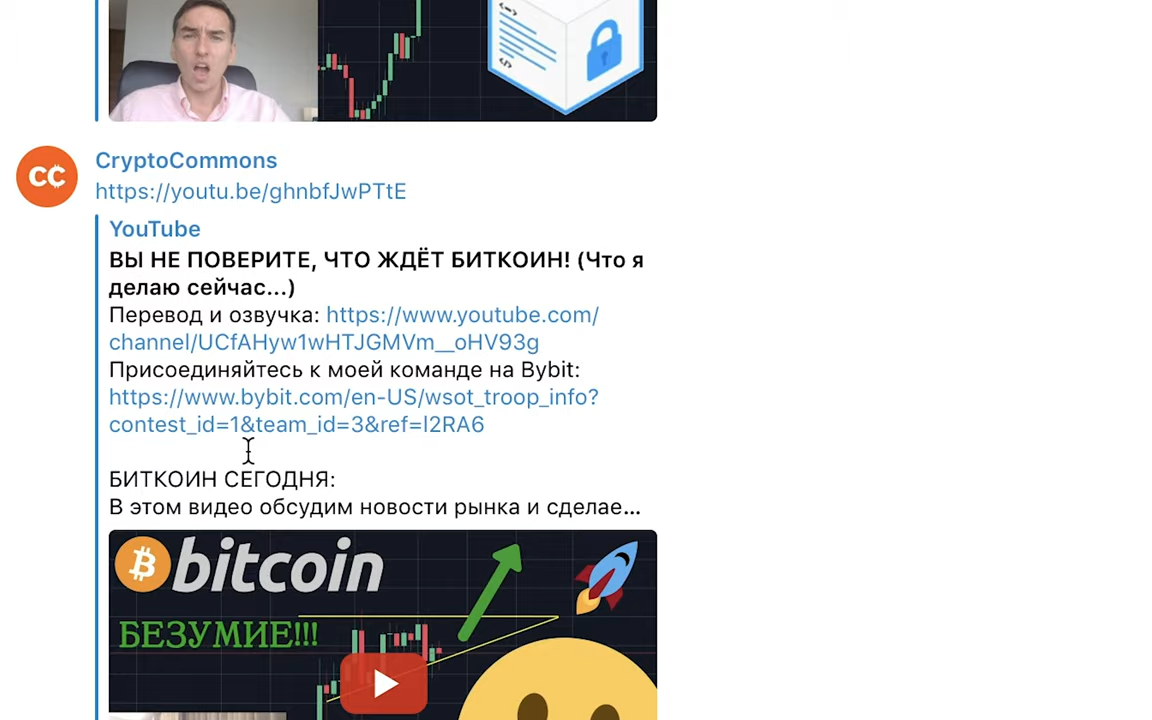 CryptoCommons
CC
https://youtu.be/ghnbfJwPTtE
YouTube
ВЫ НЕ ПОВЕРИТЕ, ЧТО ЖДЁТ БИТКОИН! (Что я
делаю сейчас...)
Перевод и озвучка: https://www.youtube.com/
channel/UCfAHyw1wHTJGMVm__oHV93g
Присоединяйтесь к моей команде на Bybit:
https://www.bybit.com/en-US/wsot_troop_info?
contest_id=1&team_id=3&ref=l2RA6
БИТКОИН СЕГОДНЯ:
В этом видео обсудим новости рынка и сделае...
bitcoin
БЕЗУМИЕ!!!